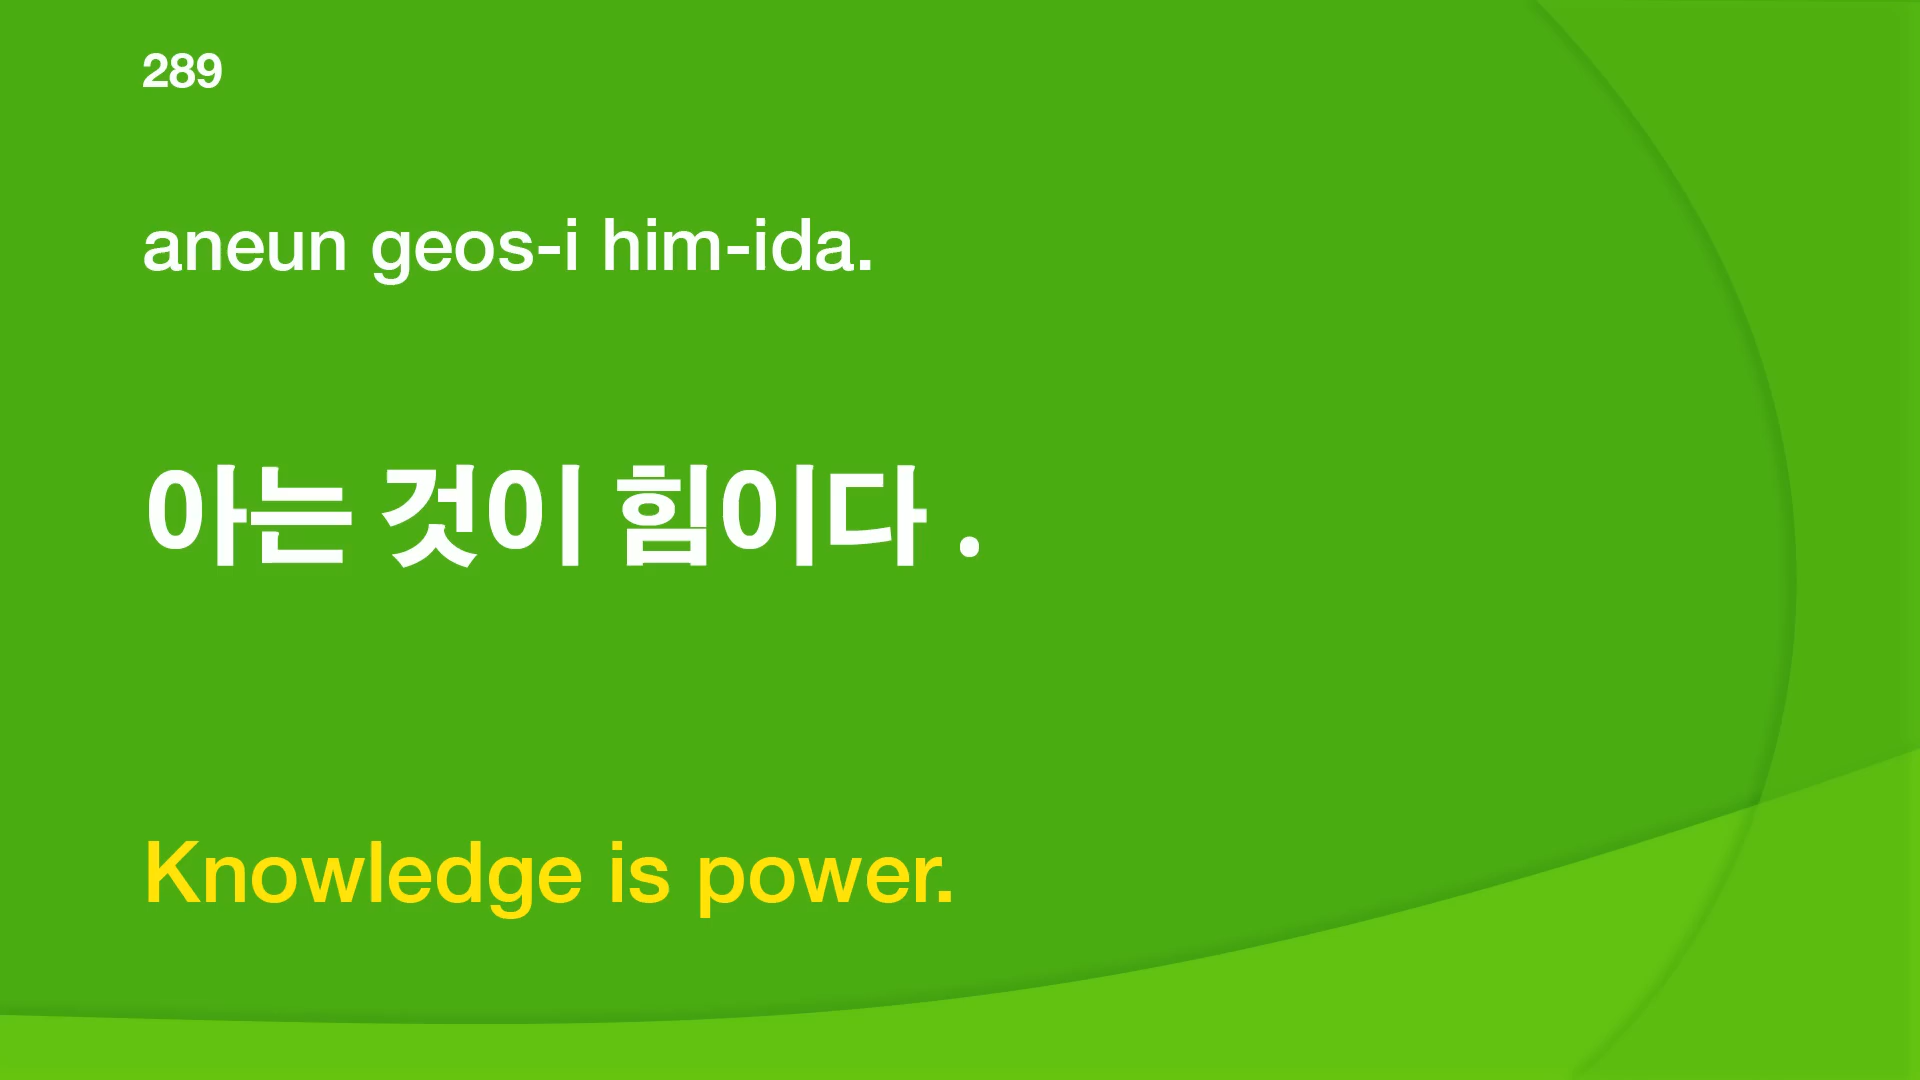 289
aneun geos-i him-ida.
아는 것이 힘이다 .
Knowledge is power.